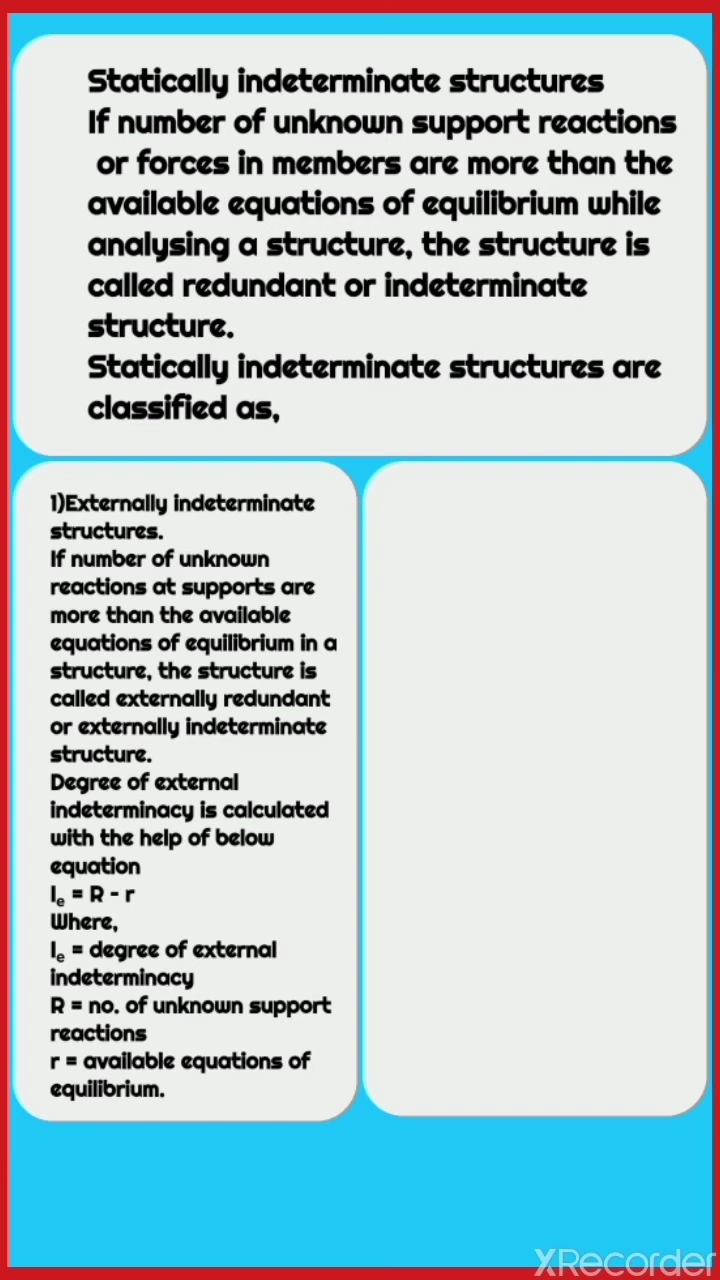 Statically indeterminate structures
If number of unknown support reactions
or forces in members are more than the
available equations of equilibrium while
analysing a structure, the structure is
called redundant or indeterminate
structure.
Statically indeterminate structures are
classified as,
1)Externally indeterminate
structures.
If number of unknown
reactions at supports are
more than the available
equations of equilibrium in a
structure, the structure is
called externally redundant
or externally indeterminate
structure.
Degree of external
indeterminacy is calculated
with the help of below
equation
Iₑ = R - r
Where,
Iₑ = degree of external
indeterminacy
R = no. of unknown support
reactions
r = available equations of
equilibrium.
XRecorder